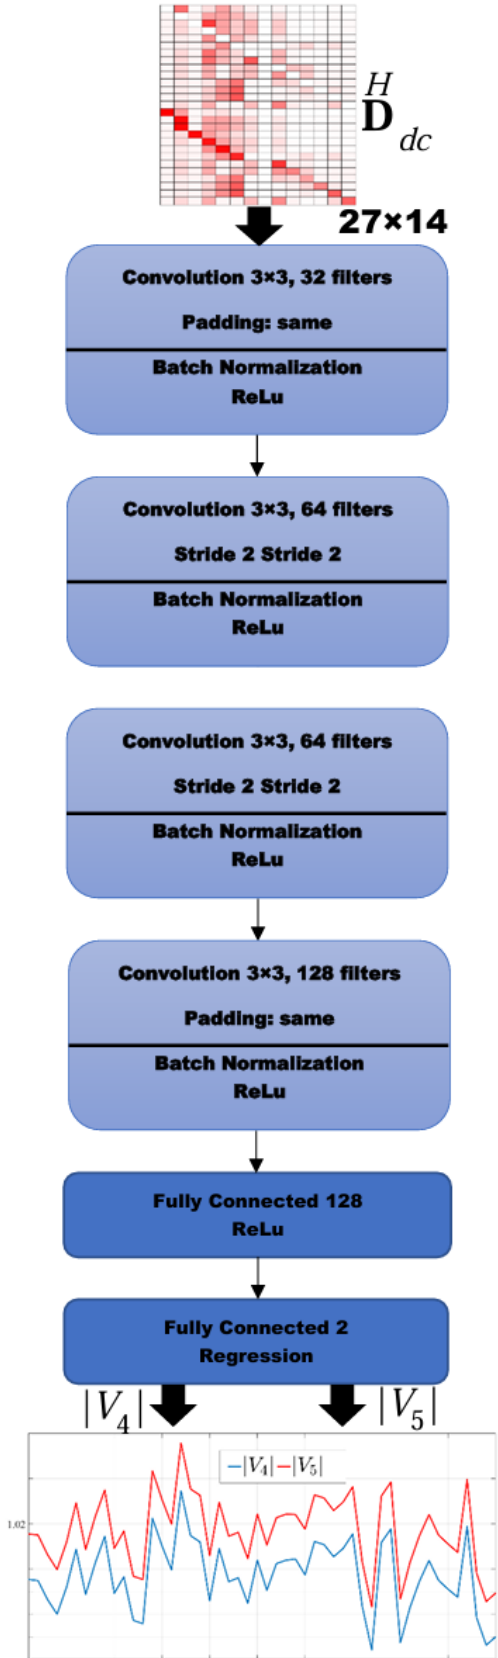 H
D
dc
27×14
Convolution 3×3, 32 filters
Padding: same
Batch Normalization
ReLu
Convolution 3×3, 64 filters
Stride 2 Stride 2
Batch Normalization
ReLu
Convolution 3×3, 64 filters
Stride 2 Stride 2
Batch Normalization
ReLu
Convolution 3×3, 128 filters
Padding: same
Batch Normalization
ReLu
Fully Connected 128
ReLu
Fully Connected 2
Regression
|V4| |V5|
|V4| |V5|
1.02